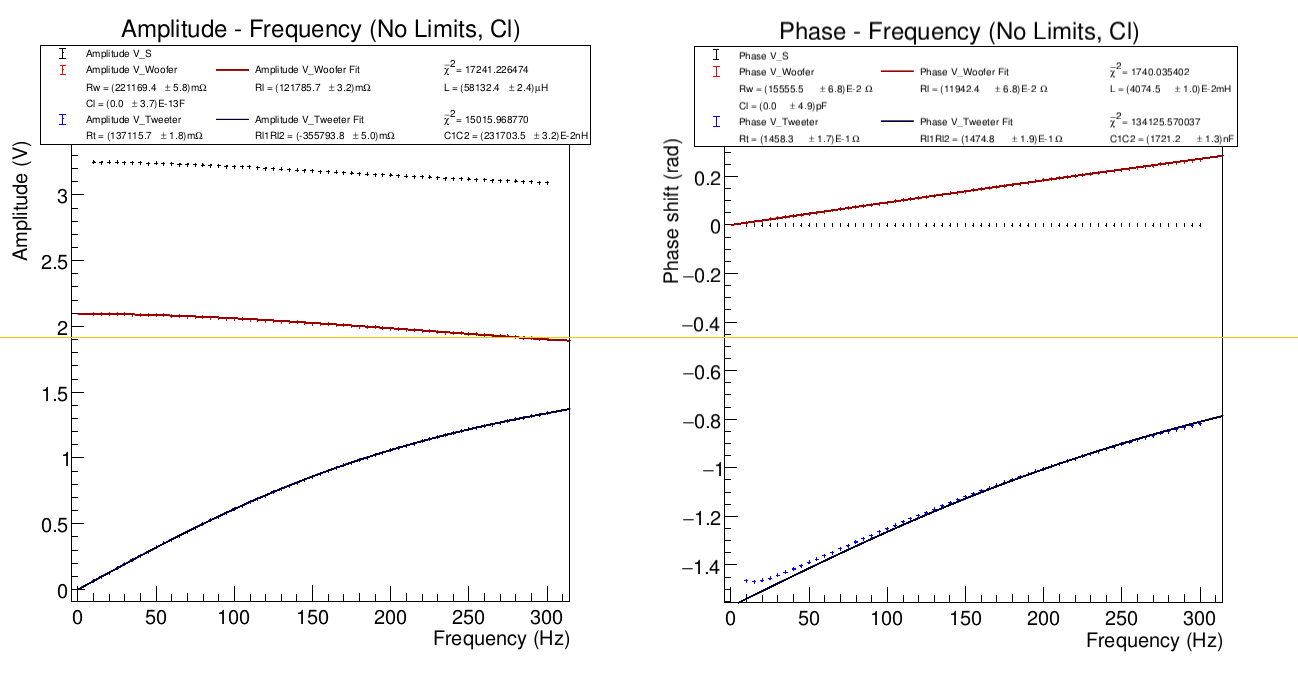 Amplitude - Frequency (No Limits, Cl)
Amplitude V_S
Amplitude V_Woofer
Amplitude V_Woofer Fit
χ̃²= 17241.226474
Rw = (221169.4 ± 5.8)mΩ
Rl = (121785.7 ± 3.2)mΩ
L = (58132.4 ± 2.4)μH
Cl = (0.0 ± 3.7)E-13F
Amplitude V_Tweeter
Amplitude V_Tweeter Fit
χ̃²= 15015.968770
Rt = (137115.7 ± 1.8)mΩ
Rl1Rl2 = (-355793.8 ± 5.0)mΩ
C1C2 = (231703.5 ± 3.2)E-2nH
Amplitude (V)
3
2.5
2
1.5
1
0.5
0
0 50 100 150 200 250 300
Frequency (Hz)
Phase - Frequency (No Limits, Cl)
Phase V_S
Phase V_Woofer
Phase V_Woofer Fit
χ̃²= 1740.035402
Rw = (15555.5 ± 6.8)E-2 Ω
Rl = (11942.4 ± 6.8)E-2 Ω
L = (4074.5 ± 1.0)E-2mH
Cl = (0.0 ± 4.9)pF
Phase V_Tweeter
Phase V_Tweeter Fit
χ̃²= 134125.570037
Rt = (1458.3 ± 1.7)E-1 Ω
Rl1Rl2 = (1474.8 ± 1.9)E-1 Ω
C1C2 = (1721.2 ± 1.3)nF
Phase shift (rad)
0.2
0
−0.2
−0.4
−0.6
−0.8
−1
−1.2
−1.4
0 50 100 150 200 250 300
Frequency (Hz)